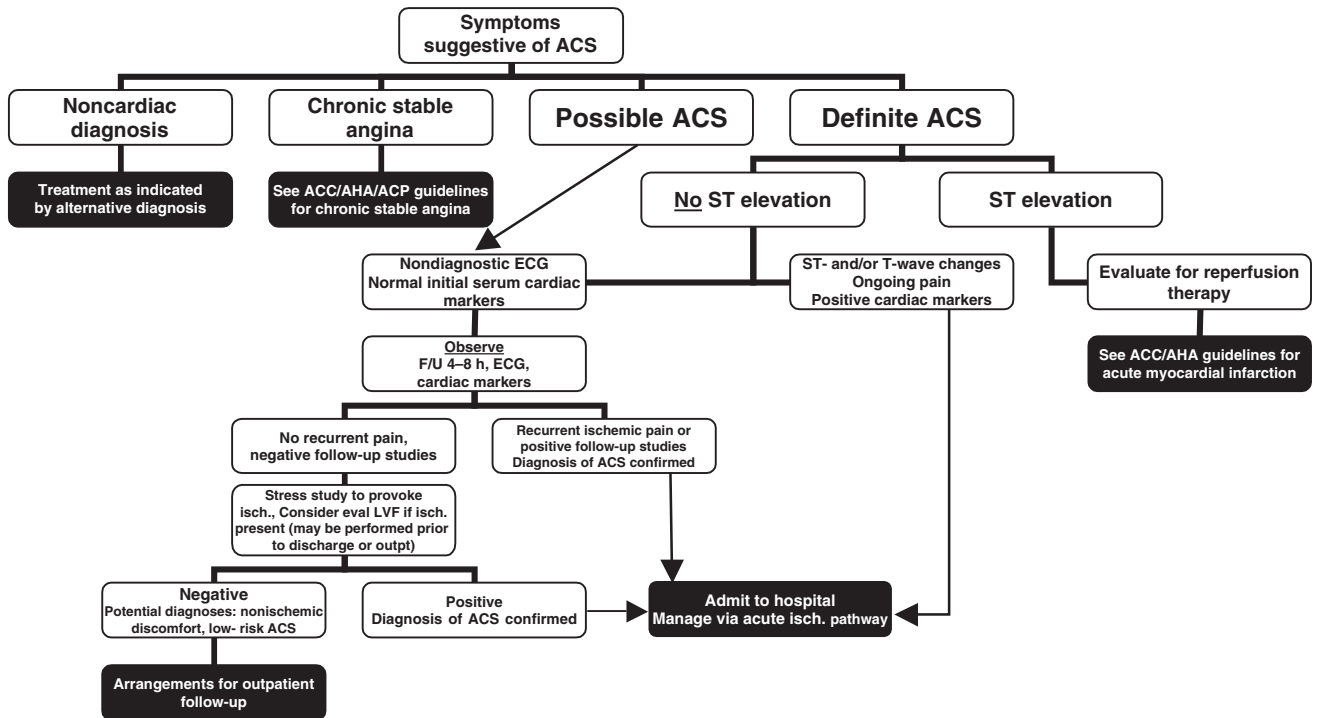 Symptoms
suggestive of ACS
Noncardiac
diagnosis
Chronic stable
angina
Possible ACS
Definite ACS
Treatment as indicated
by alternative diagnosis
See ACC/AHA/ACP guidelines
for chronic stable angina
No ST elevation
ST elevation
Nondiagnostic ECG
Normal initial serum cardiac
markers
ST- and/or T-wave changes
Ongoing pain
Positive cardiac markers
Evaluate for reperfusion
therapy
Observe
F/U 4–8 h, ECG,
cardiac markers
See ACC/AHA guidelines for
acute myocardial infarction
No recurrent pain,
negative follow-up studies
Recurrent ischemic pain or
positive follow-up studies
Diagnosis of ACS confirmed
Stress study to provoke
isch., Consider eval LVF if isch.
present (may be performed prior
to discharge or outpt)
Negative
Potential diagnoses: nonischemic
discomfort, low- risk ACS
Positive
Diagnosis of ACS confirmed
Admit to hospital
Manage via acute isch. pathway
Arrangements for outpatient
follow-up